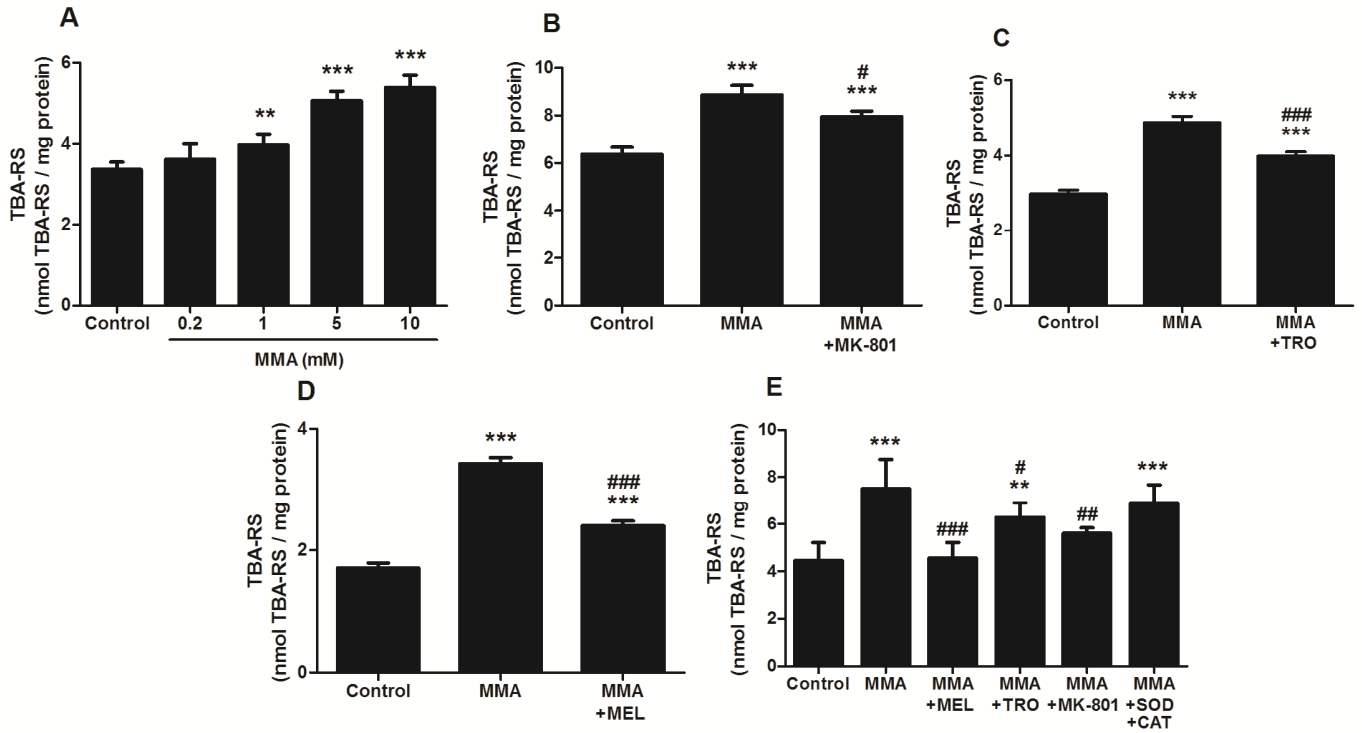 A
TBA-RS
(nmol TBA-RS / mg protein)
6
4
2
0
**
***
***
Control
0.2
1
5
10
MMA (mM)
B
TBA-RS
(nmol TBA-RS / mg protein)
10
8
6
4
2
0
***
#
***
Control
MMA
MMA
+MK-801
C
TBA-RS
(nmol TBA-RS / mg protein)
6
4
2
0
***
###
***
Control
MMA
MMA
+TRO
D
TBA-RS
(nmol TBA-RS / mg protein)
4
2
0
***
###
***
Control
MMA
MMA
+MEL
E
TBA-RS
(nmol TBA-RS / mg protein)
10
8
6
4
2
0
***
###
#
**
##
***
Control
MMA
MMA
+MEL
MMA
+TRO
MMA
+MK-801
MMA
+SOD
+CAT